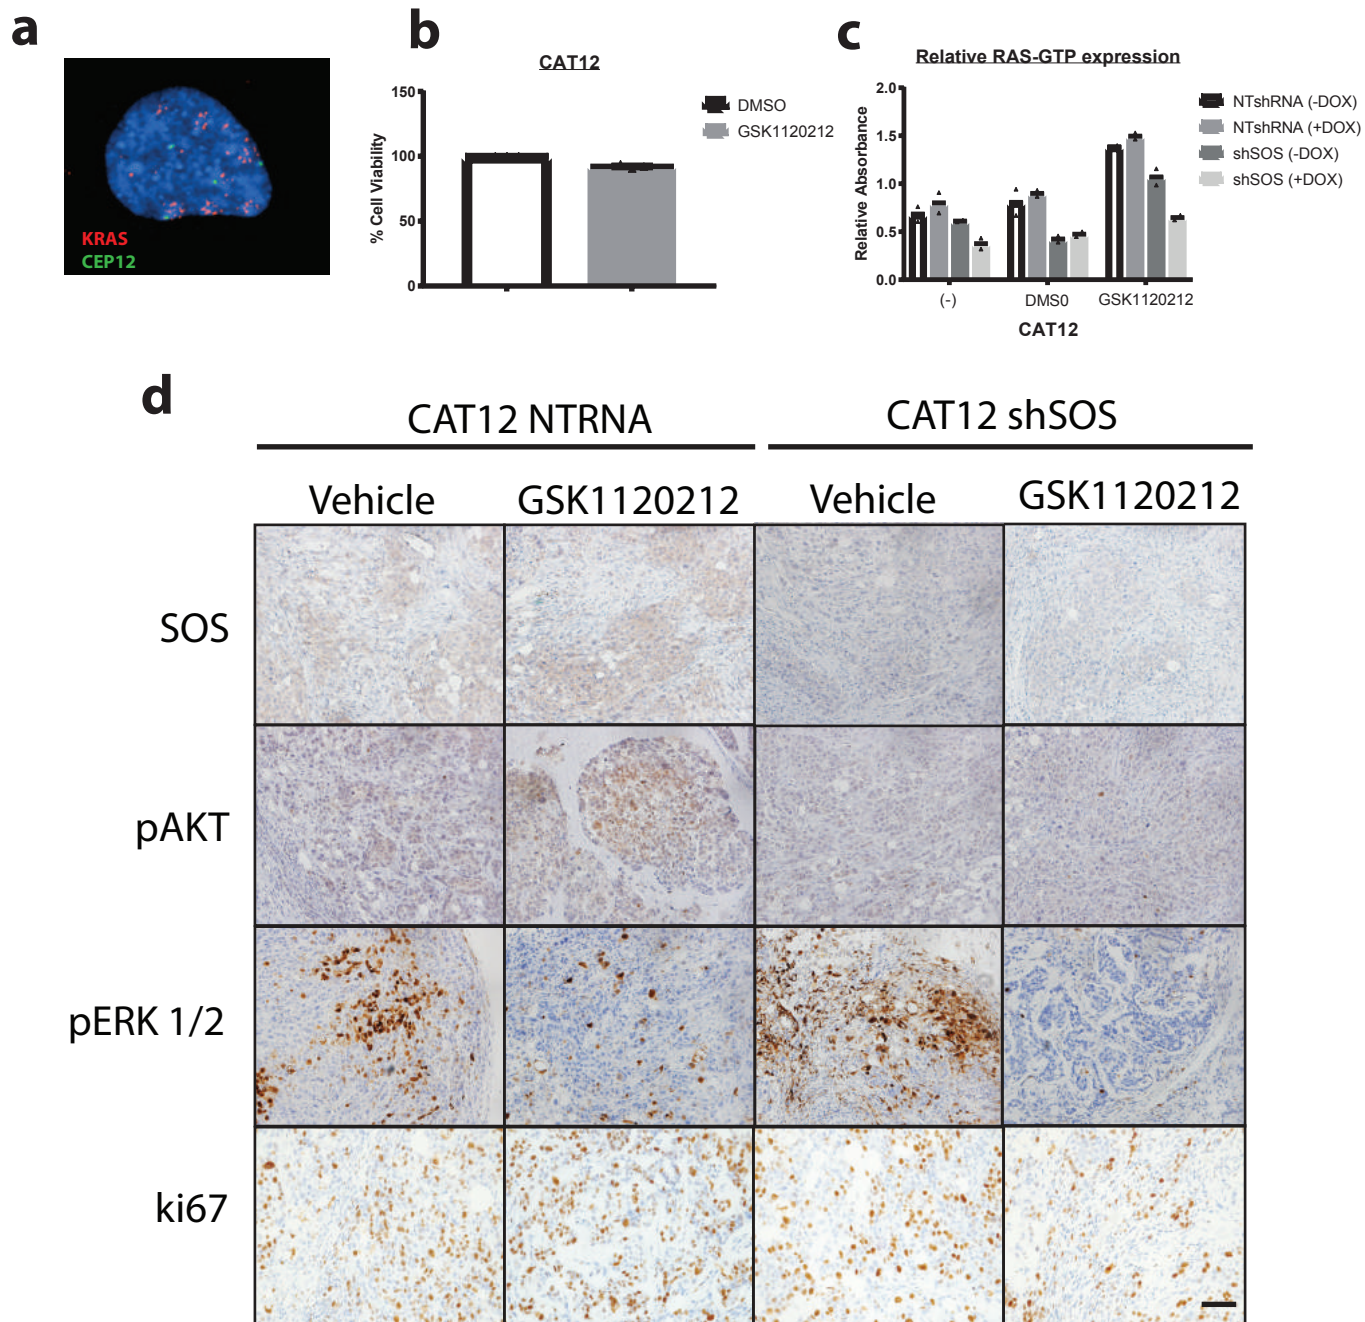 a
KRAS
CEP12
b
CAT12
% Cell Viability
150
100
50
0
DMSO
GSK1120212
c
Relative RAS-GTP expression
Relative Absorbance
2.0
1.5
1.0
0.5
0.0
(-)
DMS0
GSK1120212
CAT12
NTshRNA (-DOX)
NTshRNA (+DOX)
shSOS (-DOX)
shSOS (+DOX)
d
CAT12 NTRNA
CAT12 shSOS
Vehicle
GSK1120212
Vehicle
GSK1120212
SOS
pAKT
pERK 1/2
ki67